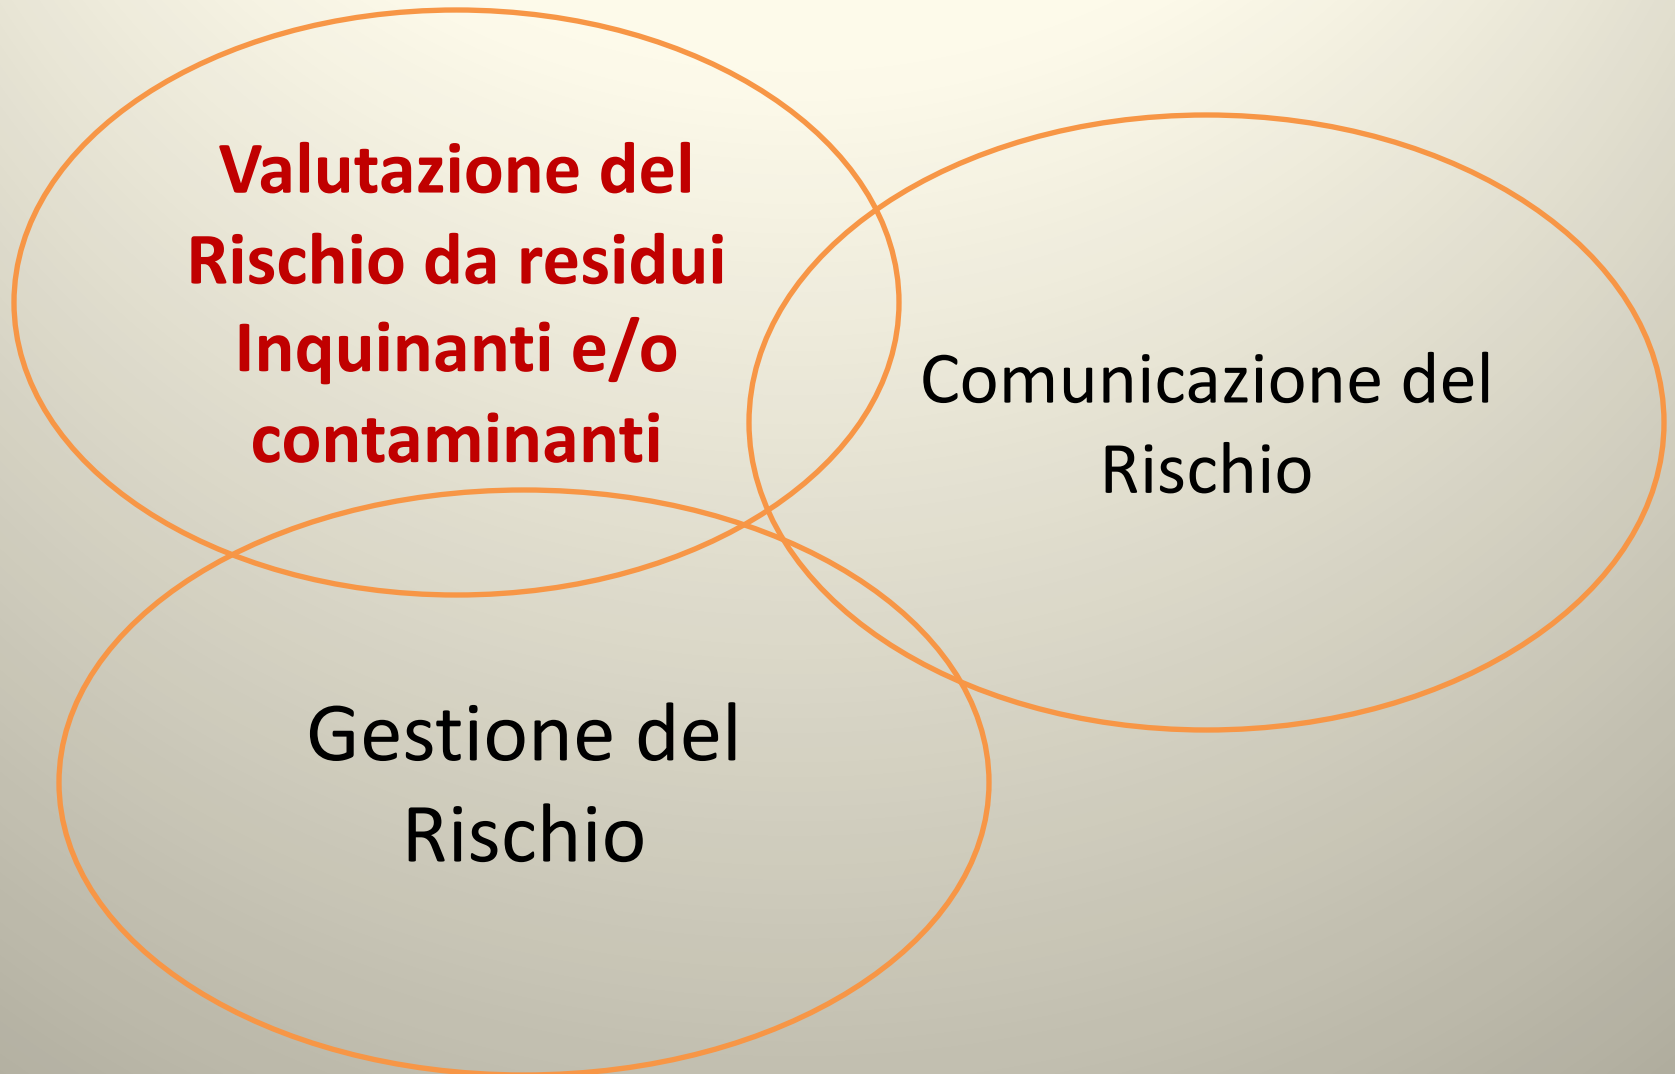 Valutazione del
Rischio da residui
Inquinanti e/o
contaminanti
Comunicazione del
Rischio
Gestione del
Rischio